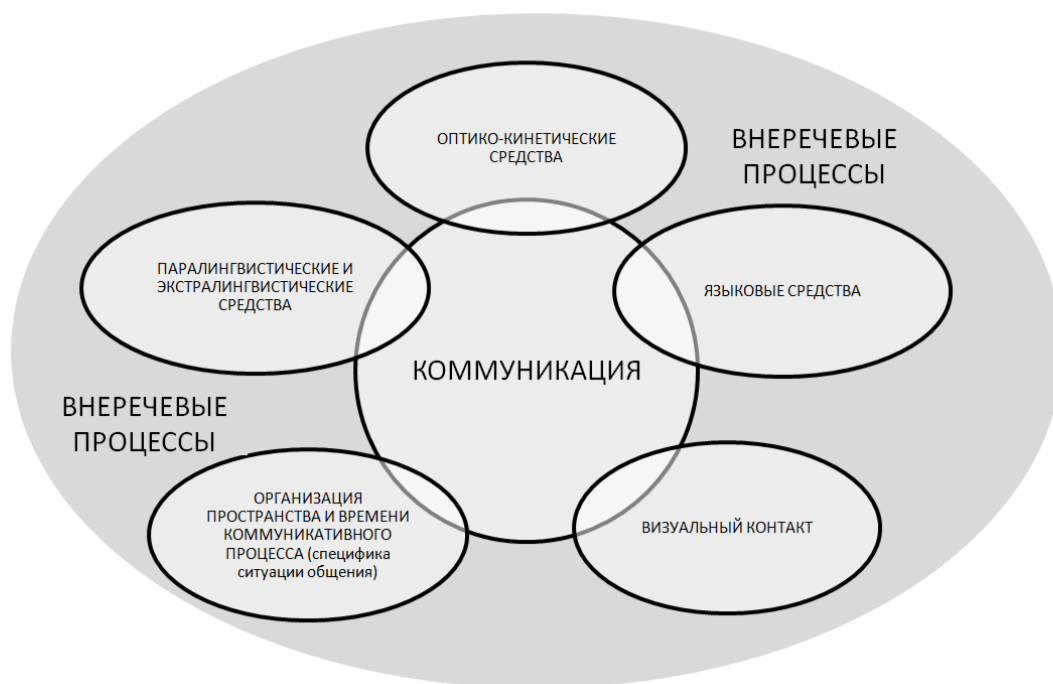 ОПТИКО-КИНЕТИЧЕСКИЕ
СРЕДСТВА
ВНЕРЕЧЕВЫЕ
ПРОЦЕССЫ
ПАРАЛИНГВИСТИЧЕСКИЕ И
ЭКСТРАЛИНГВИСТИЧЕСКИЕ
СРЕДСТВА
ЯЗЫКОВЫЕ СРЕДСТВА
КОММУНИКАЦИЯ
ВНЕРЕЧЕВЫЕ
ПРОЦЕССЫ
ОРГАНИЗАЦИЯ
ПРОСТРАНСТВА И ВРЕМЕНИ
КОММУНИКАТИВНОГО
ПРОЦЕССА (специфика
ситуации общения)
ВИЗУАЛЬНЫЙ КОНТАКТ